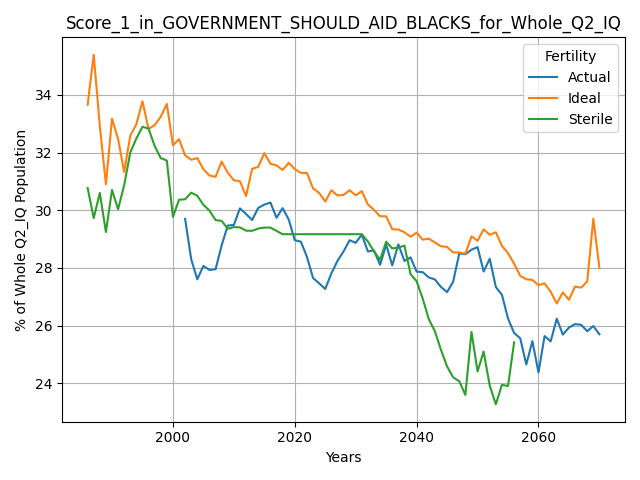 Score_1_in_GOVERNMENT_SHOULD_AID_BLACKS_for_Whole_Q2_IQ
Fertility
Actual
Ideal
Sterile
% of Whole Q2_IQ Population
34
32
30
28
26
24
2000 2020 2040 2060
Years